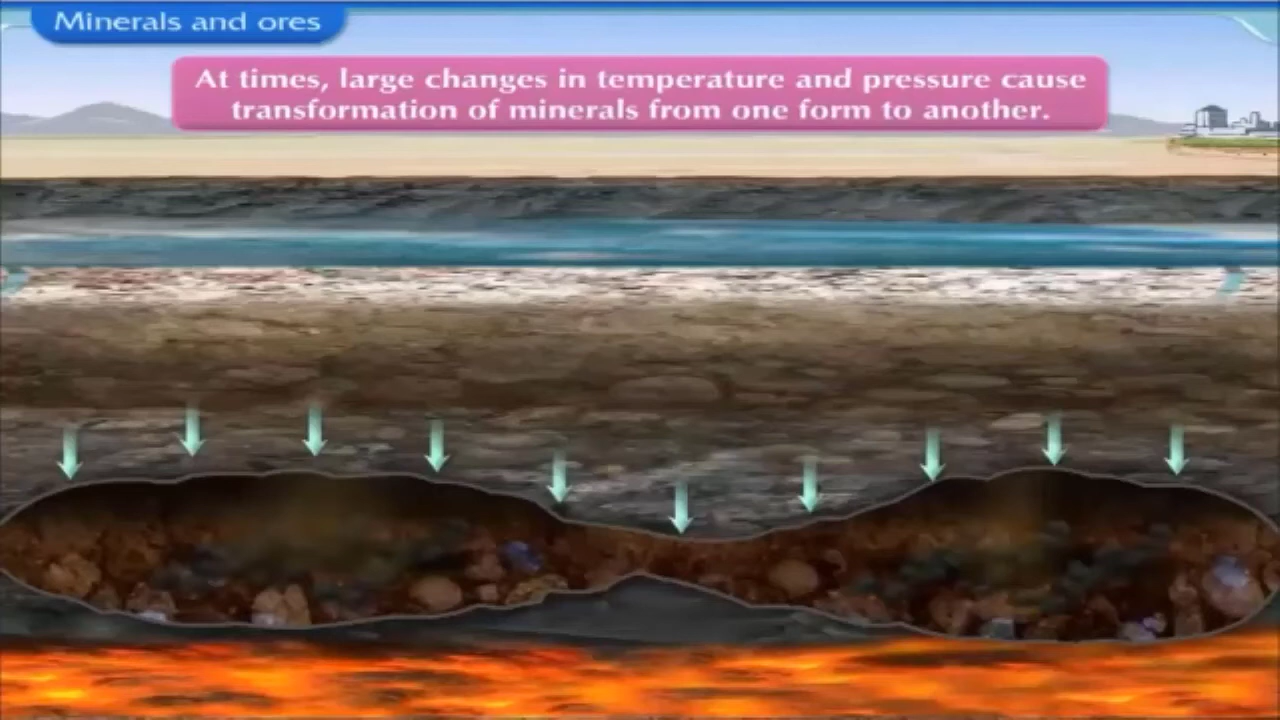 Minerals and ores
At times, large changes in temperature and pressure cause
transformation of minerals from one form to another.